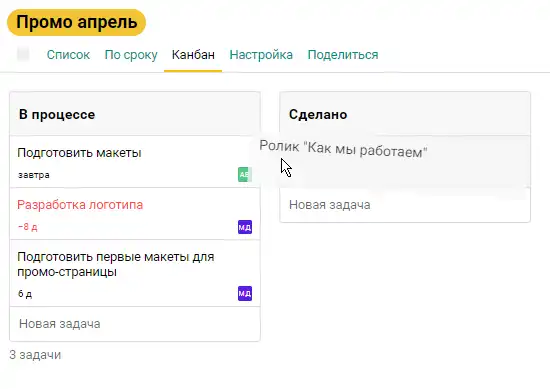 Промо апрель
Список По сроку Канбан Настройка Поделиться
В процессе
Подготовить макеты
завтра
АБ
Разработка логотипа
−8 д
МД
Подготовить первые макеты для
промо-страницы
6 д
МД
Новая задача
3 задачи
Сделано
Ролик "Как мы работаем"
Новая задача